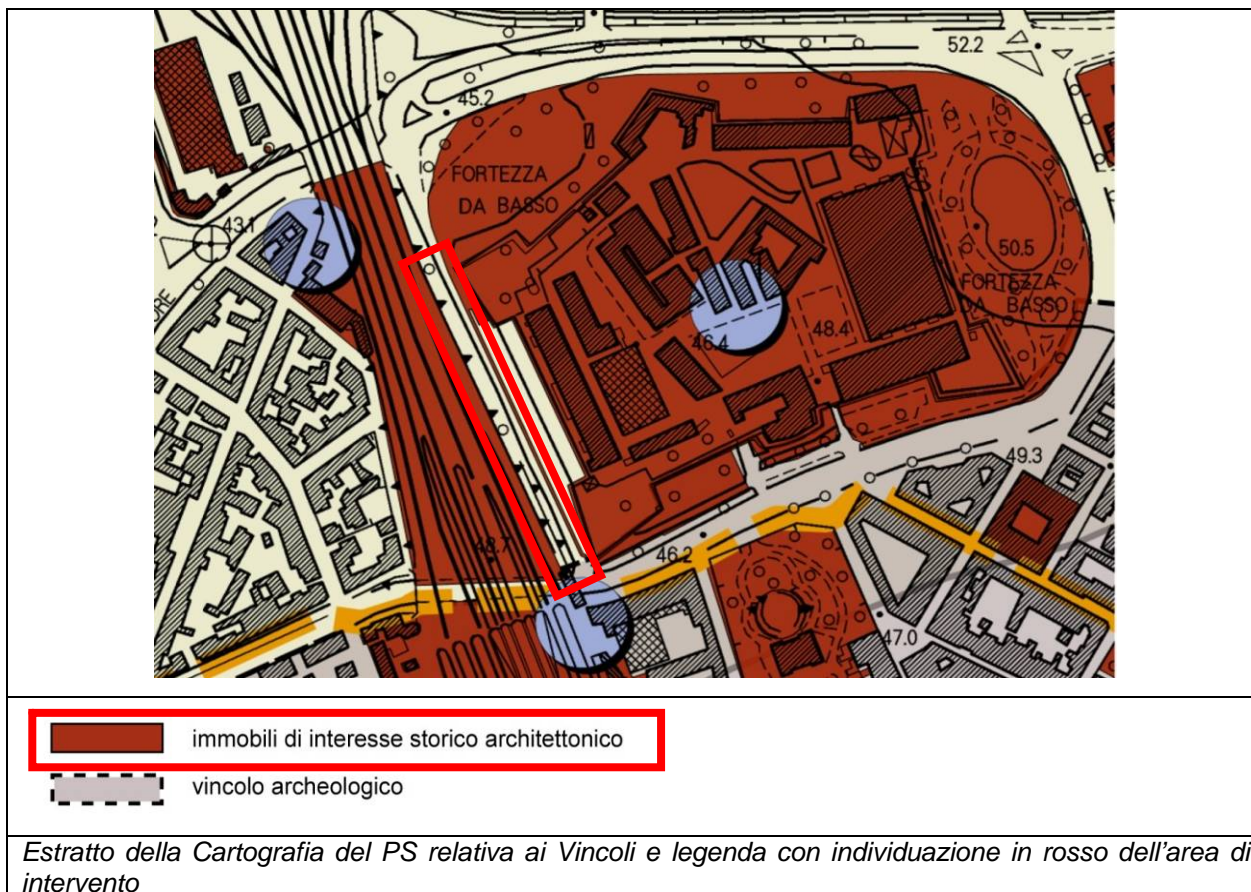 52.2
45.2
FORTEZZA
DA BASSO
43.1
50.5
FORTEZZA
DA BASSO
48.4
46.4
49.3
46.2
48.7
47.0
immobili di interesse storico architettonico
vincolo archeologico
Estratto della Cartografia del PS relativa ai Vincoli e legenda con individuazione in rosso dell'area di
intervento